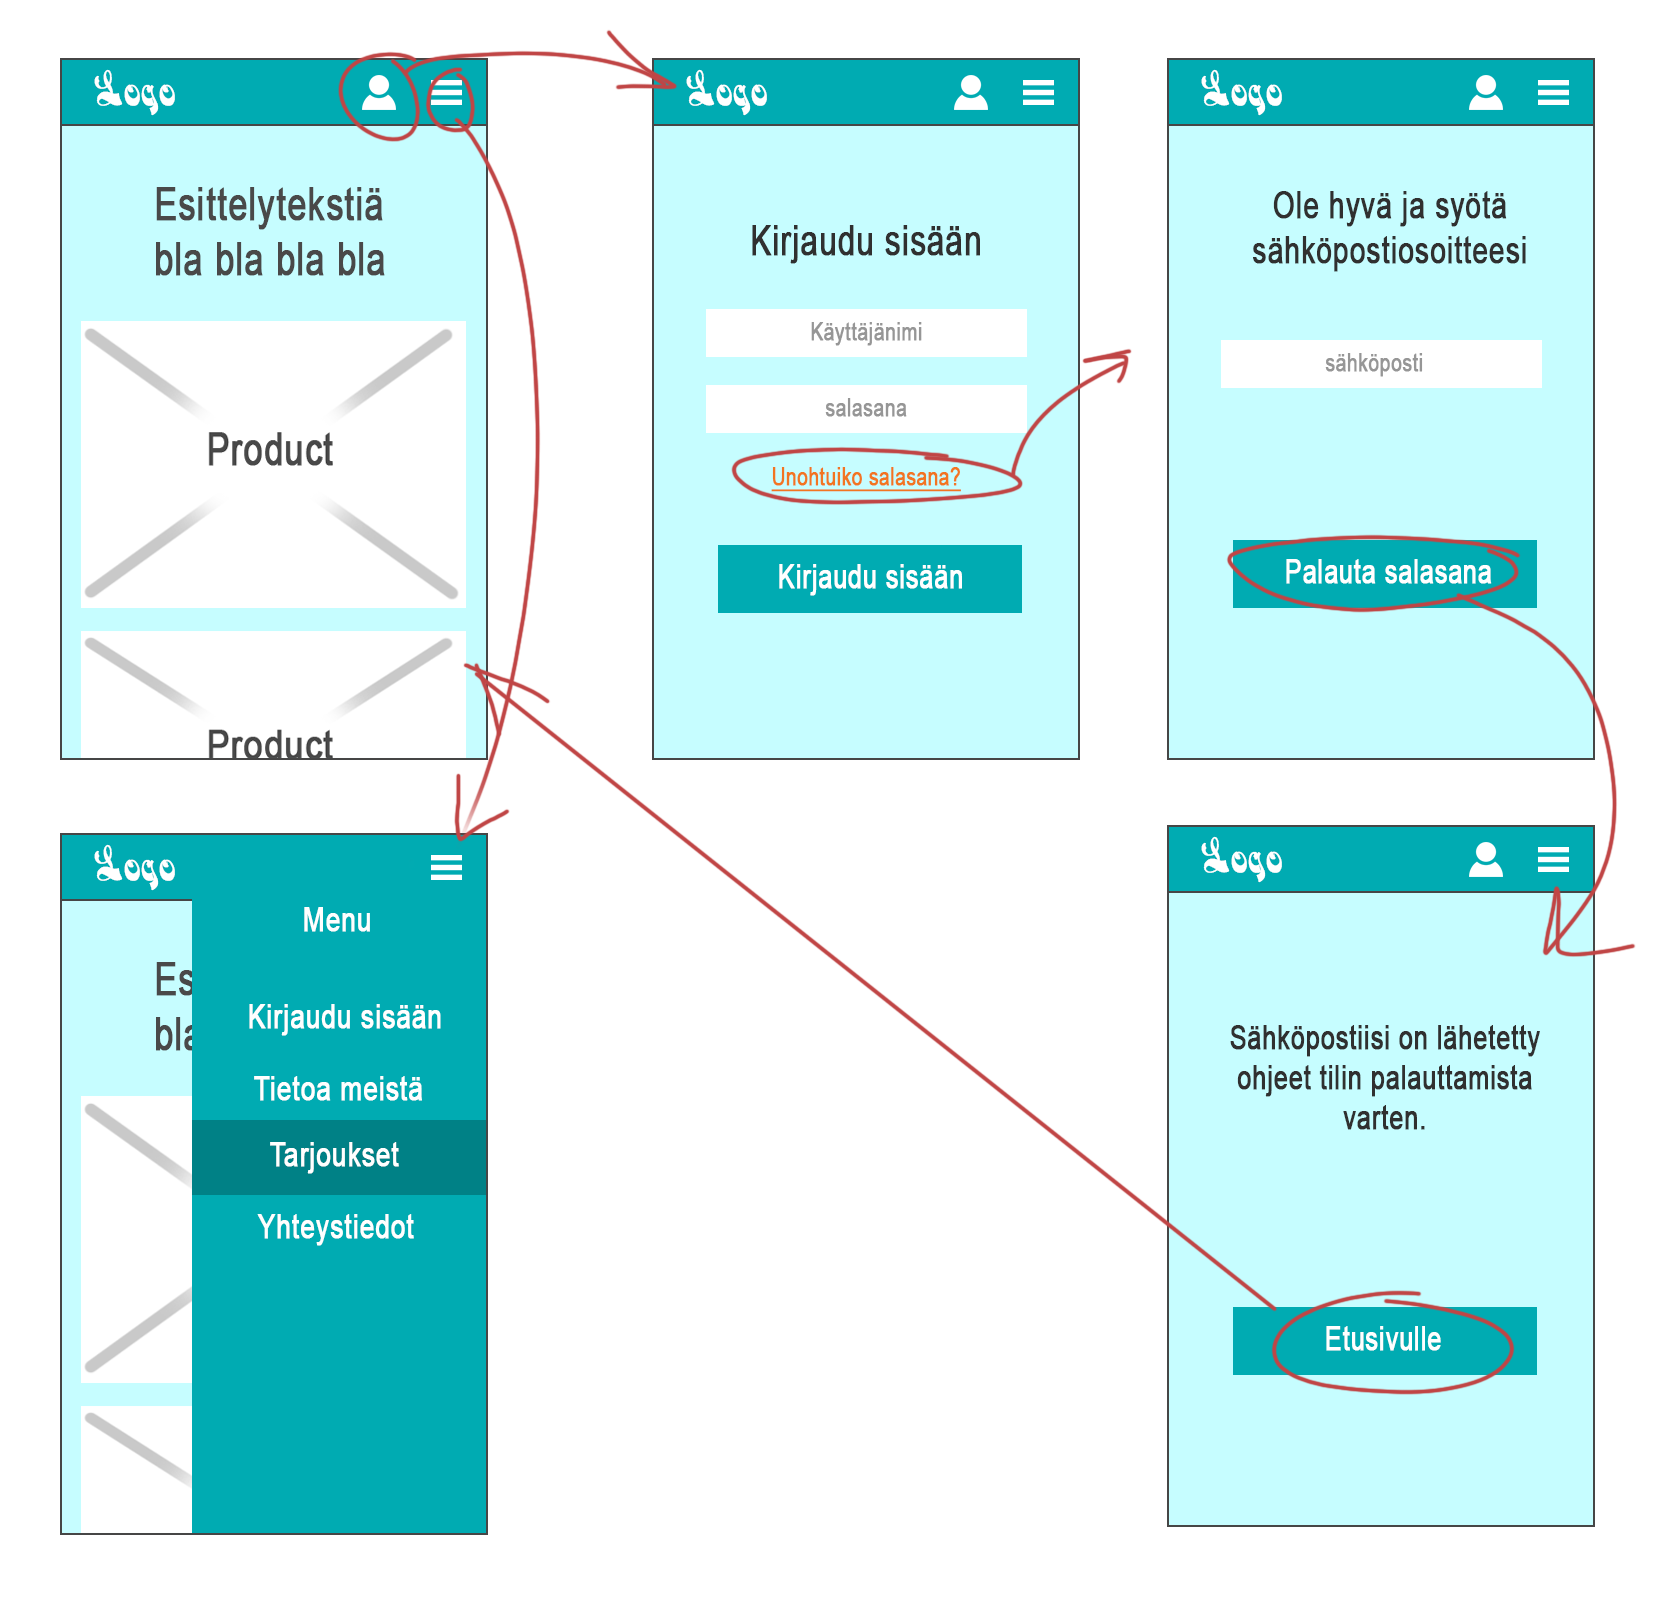 Logo
Esittelytekstiä
bla bla bla bla
Product
Product
Logo
Kirjaudu sisään
Käyttäjänimi
salasana
Unohtuiko salasana?
Kirjaudu sisään
Logo
Ole hyvä ja syötä
sähköpostiosoitteesi
sähköposti
Palauta salasana
Logo
Es
bla
Menu
Kirjaudu sisään
Tietoa meistä
Tarjoukset
Yhteystiedot
Logo
Sähköpostiisi on lähetetty
ohjeet tilin palauttamista
varten.
Etusivulle